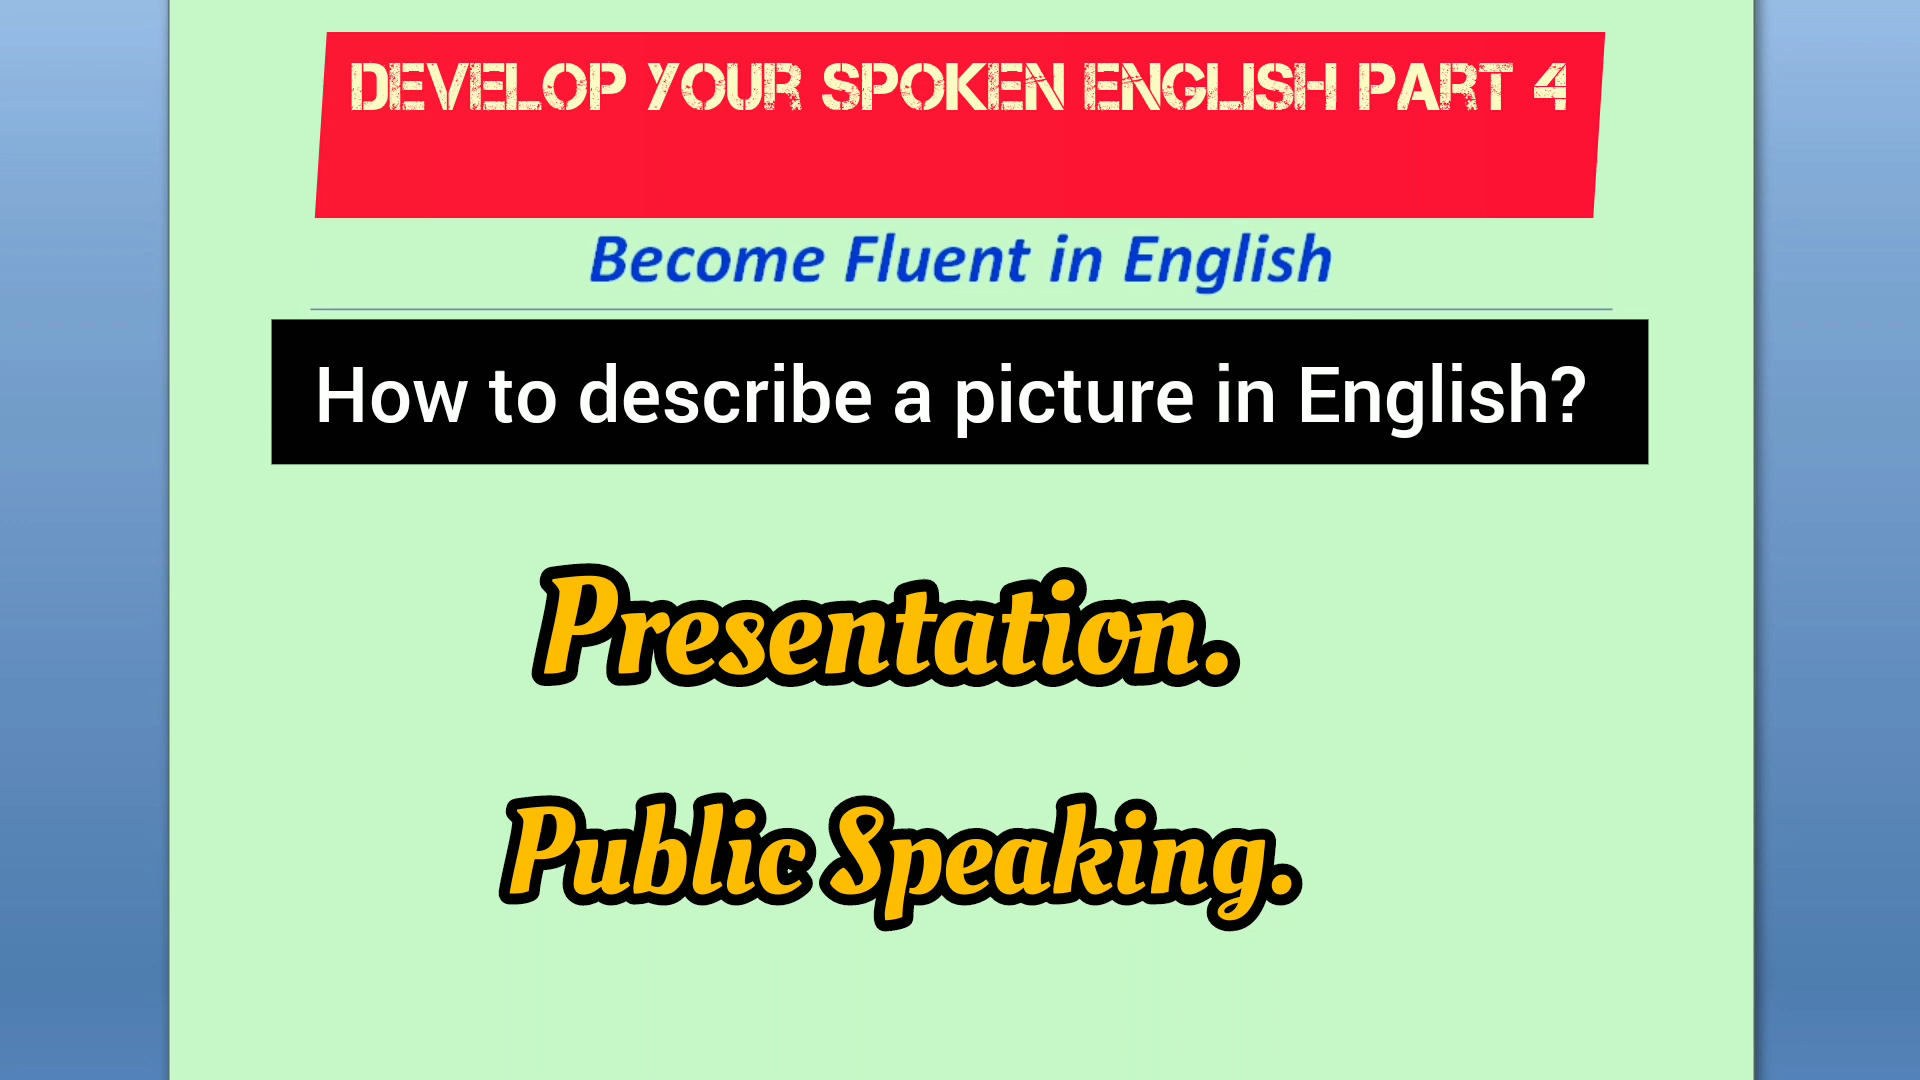 DEVELOP YOUR SPOKEN ENGLISH PART 4
Become Fluent in English
How to describe a picture in English?
Presentation.
Public Speaking.